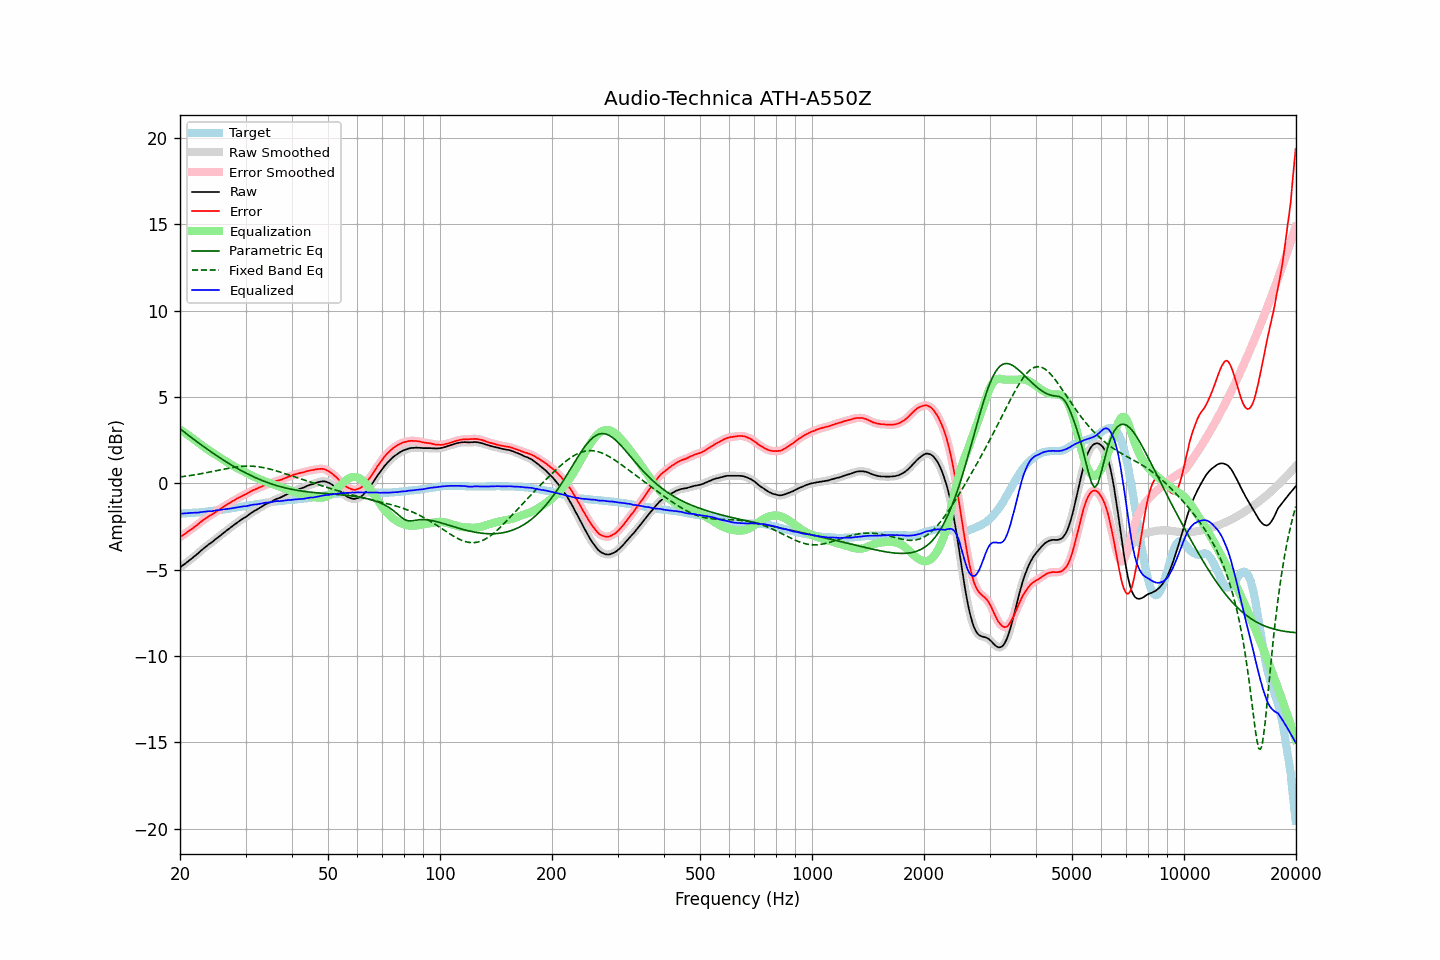 Audio-Technica ATH-A550Z
Target
Raw Smoothed
Error Smoothed
Raw
Error
Equalization
Parametric Eq
Fixed Band Eq
Equalized
20
15
10
5
0
−5
−10
−15
−20
Amplitude (dBr)
20 50 100 200 500 1000 2000 5000 10000 20000
Frequency (Hz)